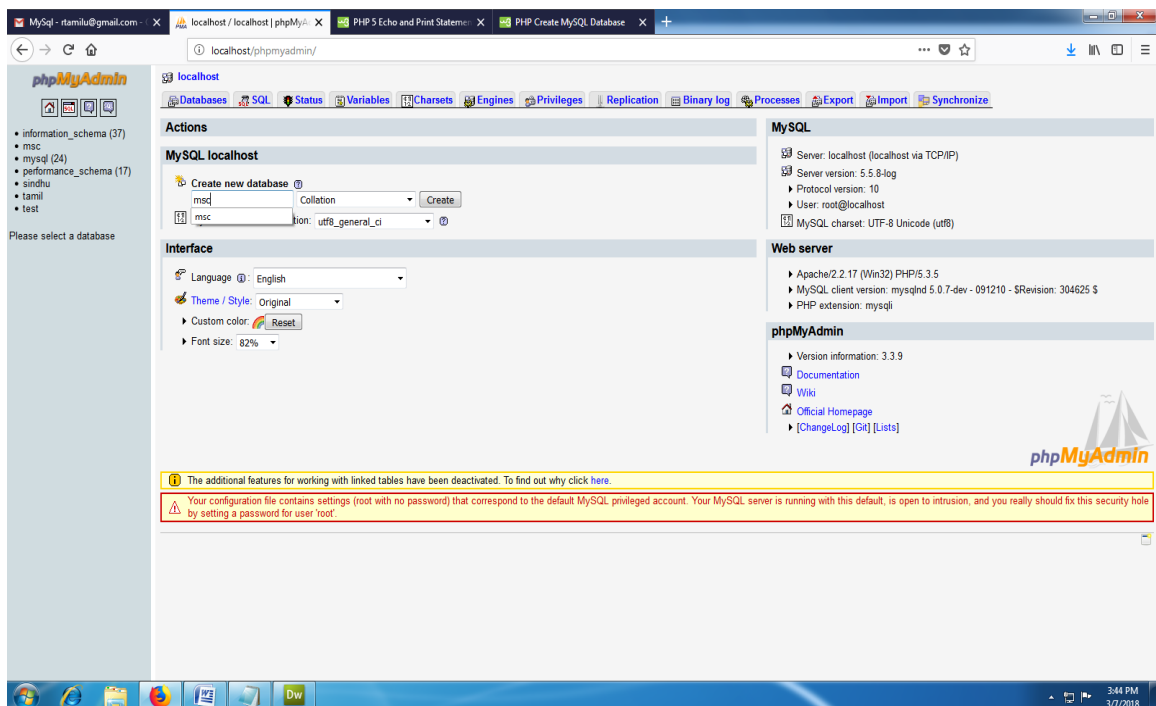 MySql - rtamilu@gmail.com - ( X localhost / localhost | phpMyAd X PHP 5 Echo and Print Statemen X PHP Create MySQL Database X +
localhost/phpmyadmin/
phpMyAdmin
SQL
information_schema (37)
msc
mysql (24)
performance_schema (17)
sindhu
tamil
test
Please select a database
localhost
Databases SQL Status Variables Charsets Engines Privileges Replication Binary log Processes Export Import Synchronize
Actions
MySQL localhost
Create new database
msc Collation Create
msc
tion: utf8_general_ci
Interface
Language : English
Theme / Style: Original
Custom color: Reset
Font size: 82%
MySQL
Server: localhost (localhost via TCP/IP)
Server version: 5.5.8-log
Protocol version: 10
User: root@localhost
MySQL charset: UTF-8 Unicode (utf8)
Web server
Apache/2.2.17 (Win32) PHP/5.3.5
MySQL client version: mysqlnd 5.0.7-dev - 091210 - $Revision: 304625 $
PHP extension: mysqli
phpMyAdmin
Version information: 3.3.9
Documentation
Wiki
Official Homepage
[ChangeLog] [Git] [Lists]
phpMyAdmin
The additional features for working with linked tables have been deactivated. To find out why click here.
Your configuration file contains settings (root with no password) that correspond to the default MySQL privileged account. Your MySQL server is running with this default, is open to intrusion, and you really should fix this security hole
by setting a password for user 'root'.
Dw
3:44 PM
3/7/2018